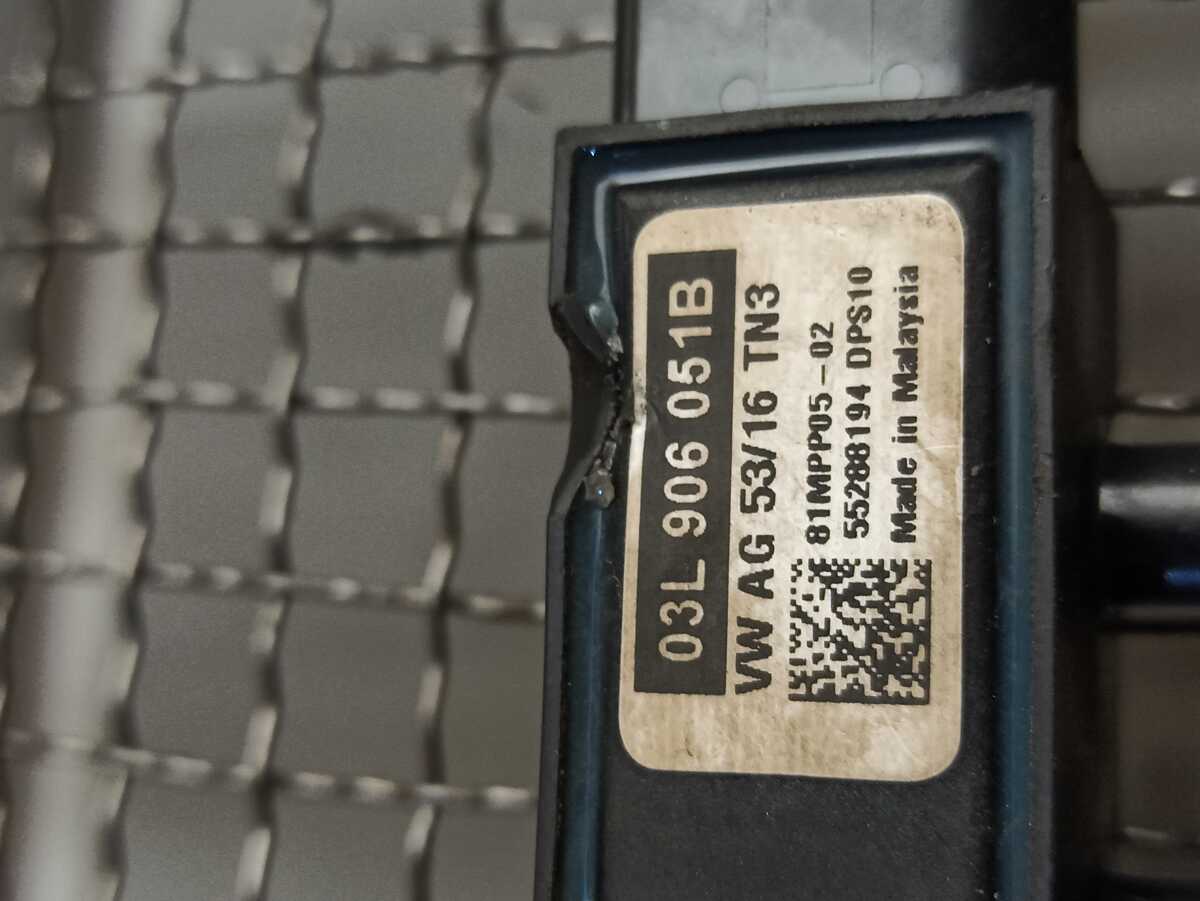 03L 906 051B
VW AG 53/16 TN3
81MPP05-02
55288194 DPS10
Made in Malaysia